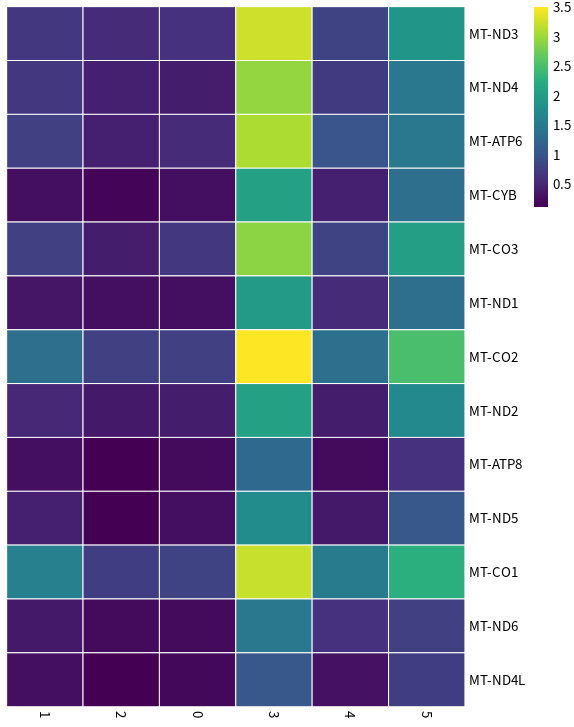 MT-ND3
MT-ND4
MT-ATP6
MT-CYB
MT-CO3
MT-ND1
MT-CO2
MT-ND2
MT-ATP8
MT-ND5
MT-CO1
MT-ND6
MT-ND4L
1
2
0
3
4
5
3.5
3
2.5
2
1.5
1
0.5